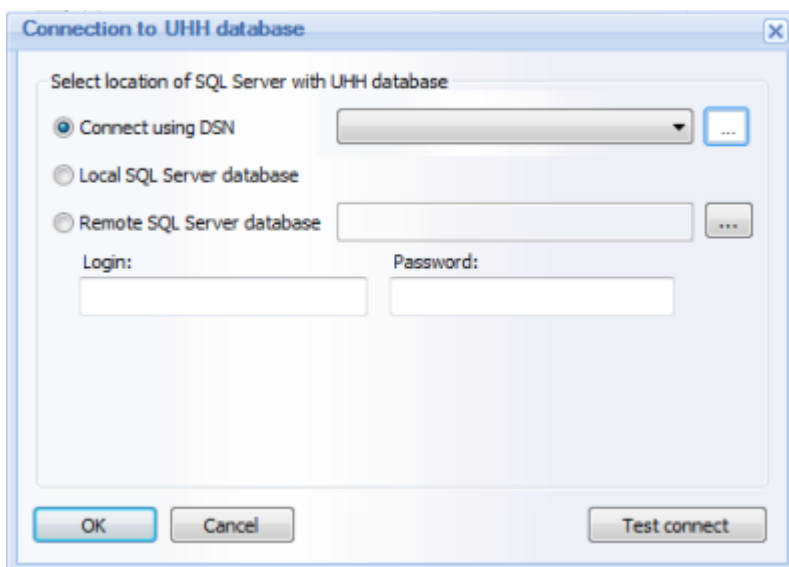 Connection to UHH database
Select location of SQL Server with UHH database
Connect using DSN ...
Local SQL Server database
Remote SQL Server database ...
Login: Password:
OK Cancel Test connect